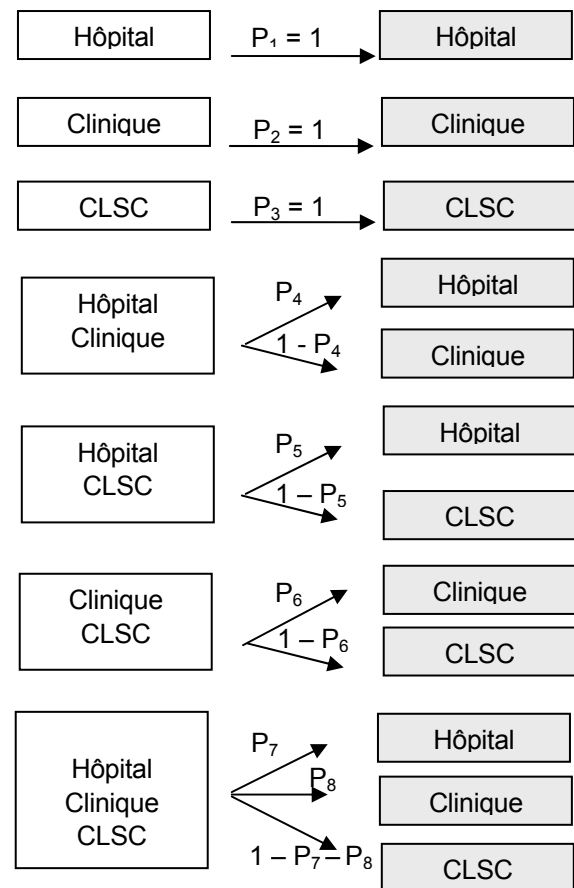 Hôpital
P₁ = 1
Hôpital
Clinique
P₂ = 1
Clinique
CLSC
P₃ = 1
CLSC
Hôpital
Clinique
P₄
1 - P₄
Hôpital
Clinique
Hôpital
CLSC
P₅
1 – P₅
Hôpital
CLSC
Clinique
CLSC
P₆
1 – P₆
Clinique
CLSC
Hôpital
Clinique
CLSC
P₇
P₈
1 – P₇ – P₈
Hôpital
Clinique
CLSC